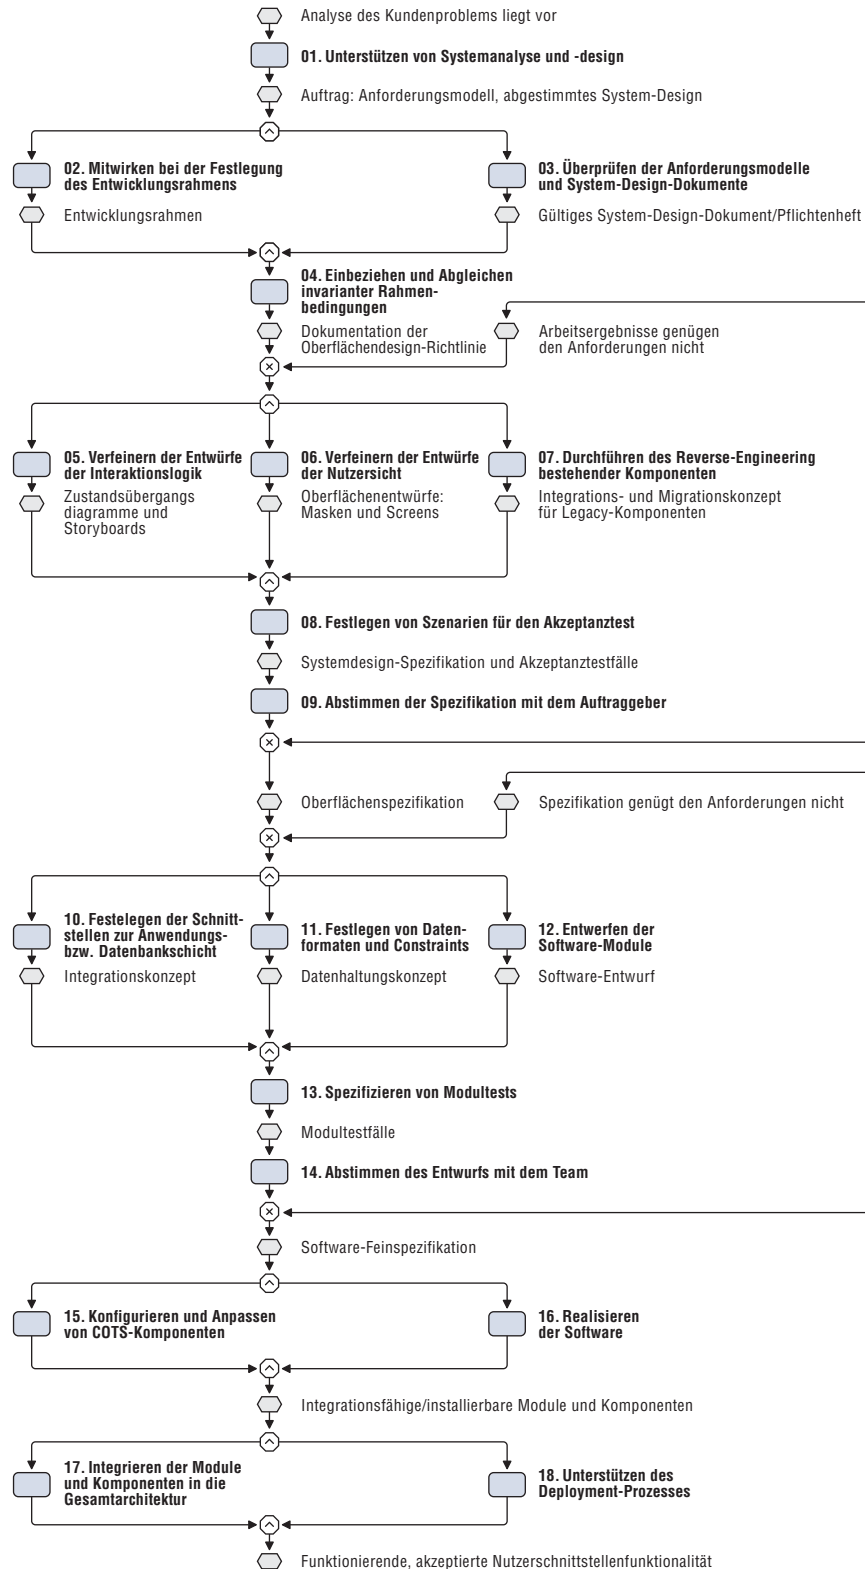 Analyse des Kundenproblems liegt vor
01. Unterstützen von Systemanalyse und -design
Auftrag: Anforderungsmodell, abgestimmtes System-Design
02. Mitwirken bei der Festlegung
des Entwicklungsrahmens
Entwicklungsrahmen
03. Überprüfen der Anforderungsmodelle
und System-Design-Dokumente
Gültiges System-Design-Dokument/Pflichtenheft
04. Einbeziehen und Abgleichen
invarianter Rahmen-
bedingungen
Dokumentation der
Oberflächendesign-Richtlinie
Arbeitsergebnisse genügen
den Anforderungen nicht
05. Verfeinern der Entwürfe
der Interaktionslogik
Zustandsübergangs
diagramme und
Storyboards
06. Verfeinern der Entwürfe
der Nutzersicht
Oberflächenentwürfe:
Masken und Screens
07. Durchführen des Reverse-Engineering
bestehender Komponenten
Integrations- und Migrationskonzept
für Legacy-Komponenten
08. Festlegen von Szenarien für den Akzeptanztest
Systemdesign-Spezifikation und Akzeptanztestfälle
09. Abstimmen der Spezifikation mit dem Auftraggeber
Oberflächenspezifikation
Spezifikation genügt den Anforderungen nicht
10. Festelegen der Schnitt-
stellen zur Anwendungs-
bzw. Datenbankschicht
Integrationskonzept
11. Festlegen von Daten-
formaten und Constraints
Datenhaltungskonzept
12. Entwerfen der
Software-Module
Software-Entwurf
13. Spezifizieren von Modultests
Modultestfälle
14. Abstimmen des Entwurfs mit dem Team
Software-Feinspezifikation
15. Konfigurieren und Anpassen
von COTS-Komponenten
16. Realisieren
der Software
Integrationsfähige/installierbare Module und Komponenten
17. Integrieren der Module
und Komponenten in die
Gesamtarchitektur
18. Unterstützen des
Deployment-Prozesses
Funktionierende, akzeptierte Nutzerschnittstellenfunktionalität